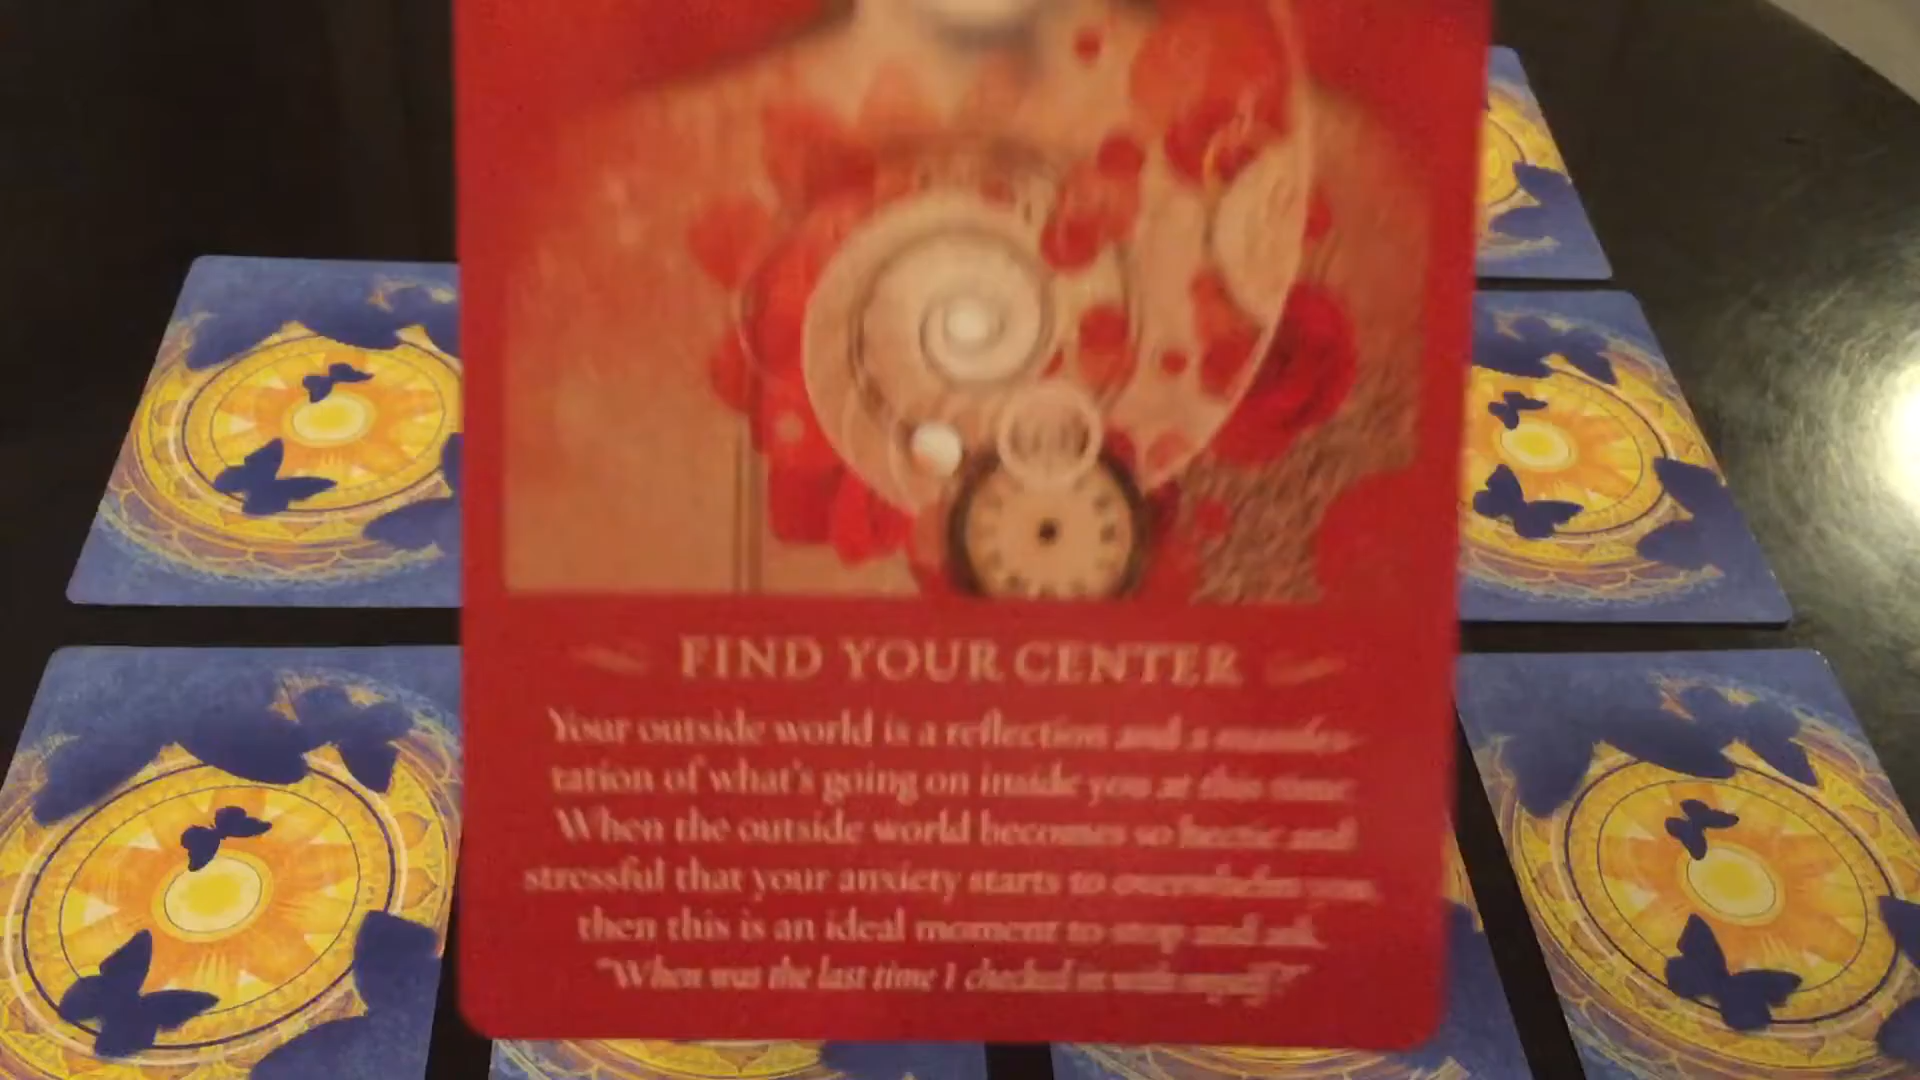 FIND YOUR CENTER
Your outside world is a reflection and a manifes-
tation of what's going on inside you at this time.
When the outside world becomes so hectic and
stressful that your anxiety starts to overwhelm you,
then this is an ideal moment to stop and ask,
"When was the last time I checked in with myself?"